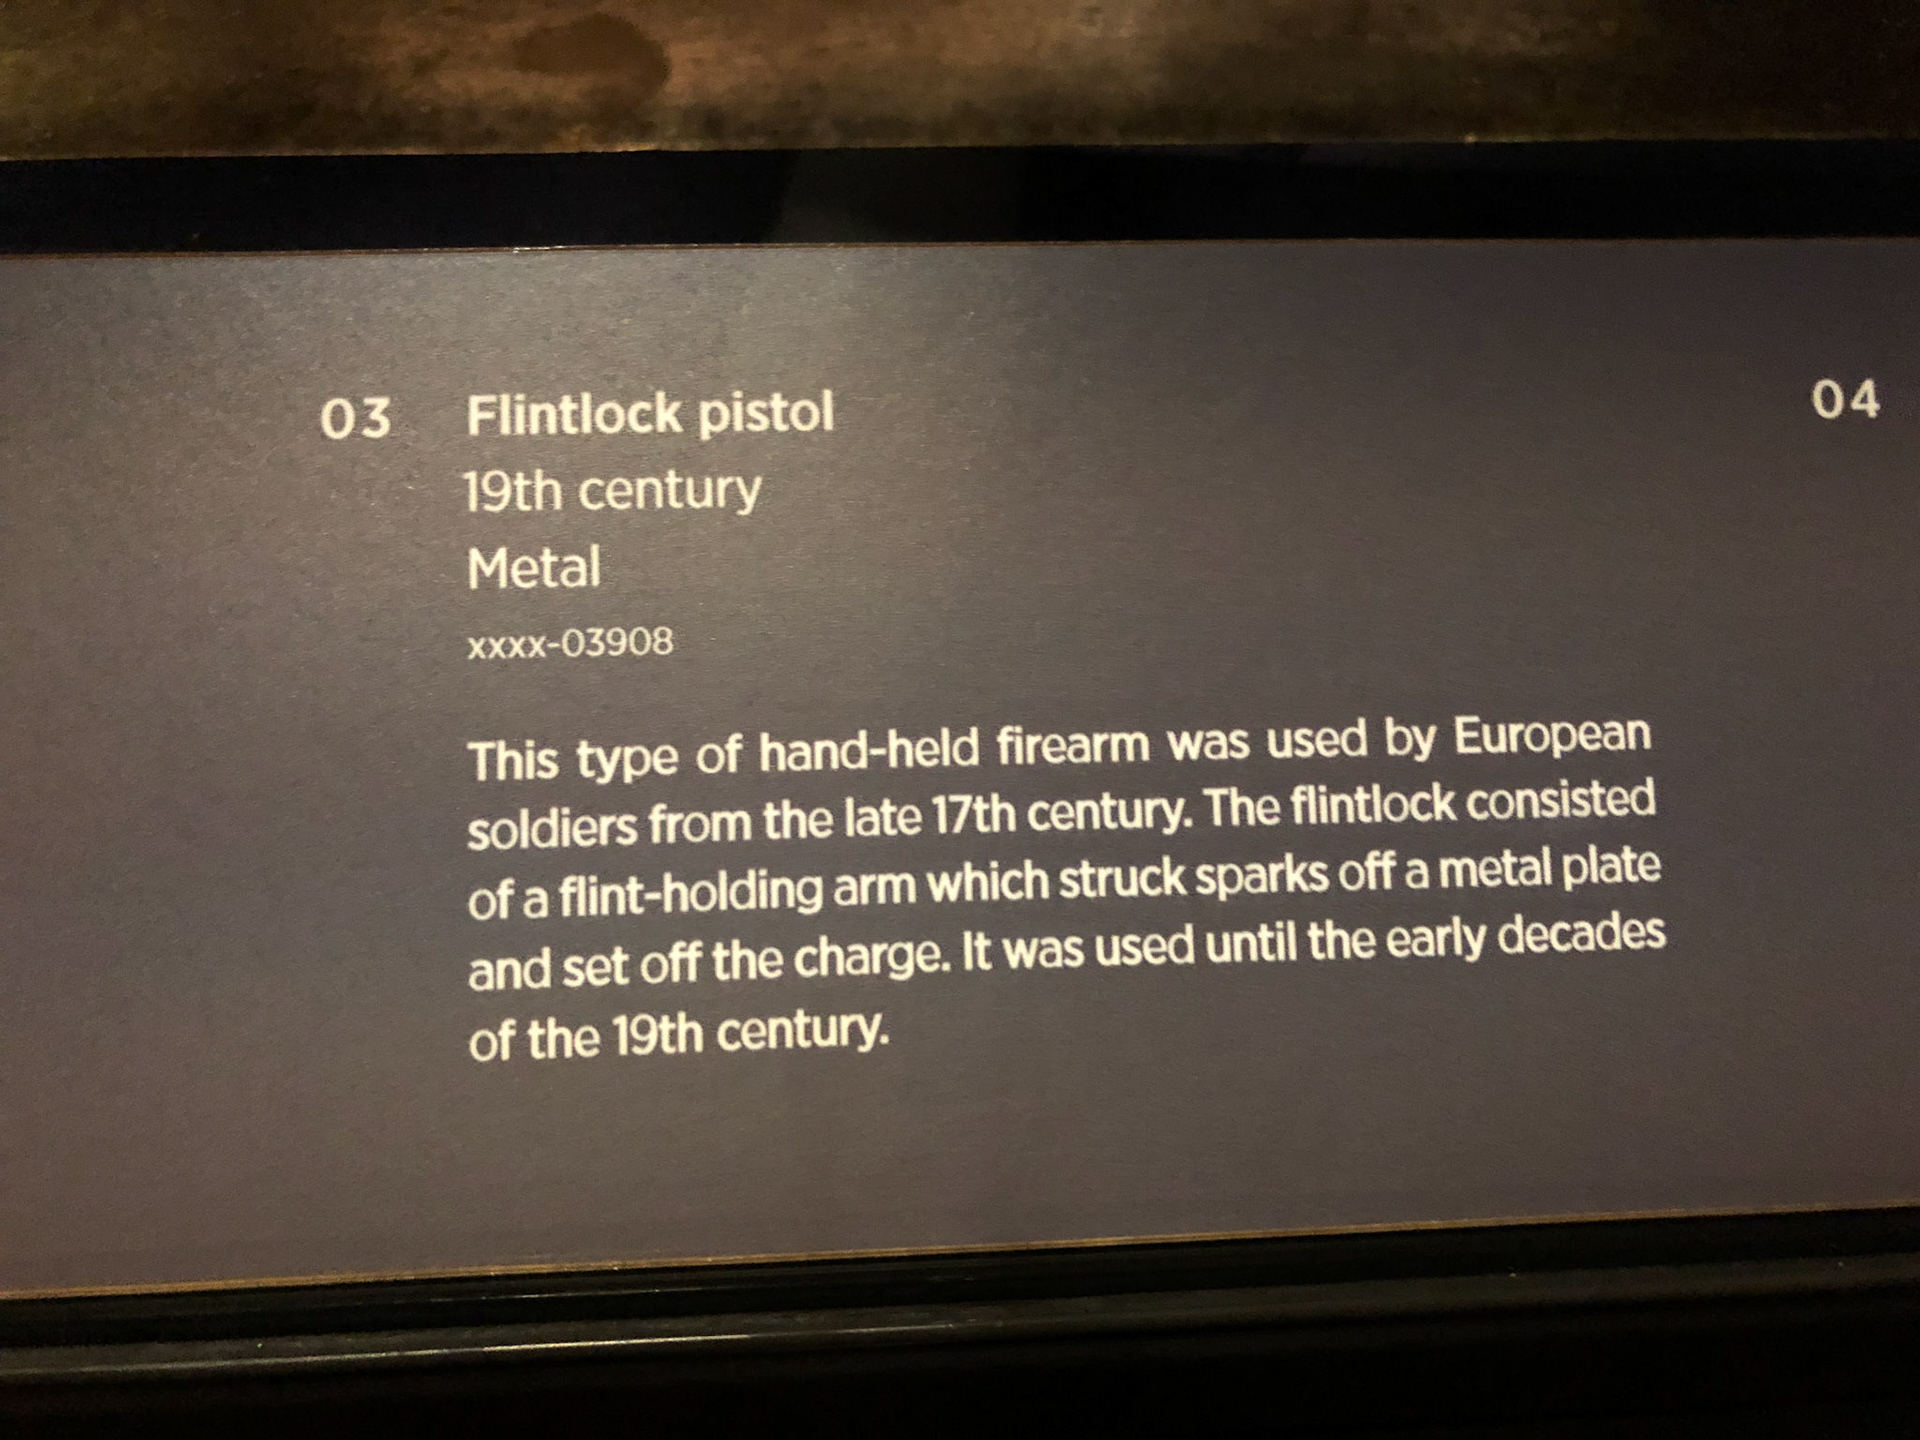 03 Flintlock pistol 04
19th century
Metal
xxxx-03908
This type of hand-held firearm was used by European
soldiers from the late 17th century. The flintlock consisted
of a flint-holding arm which struck sparks off a metal plate
and set off the charge. It was used until the early decades
of the 19th century.